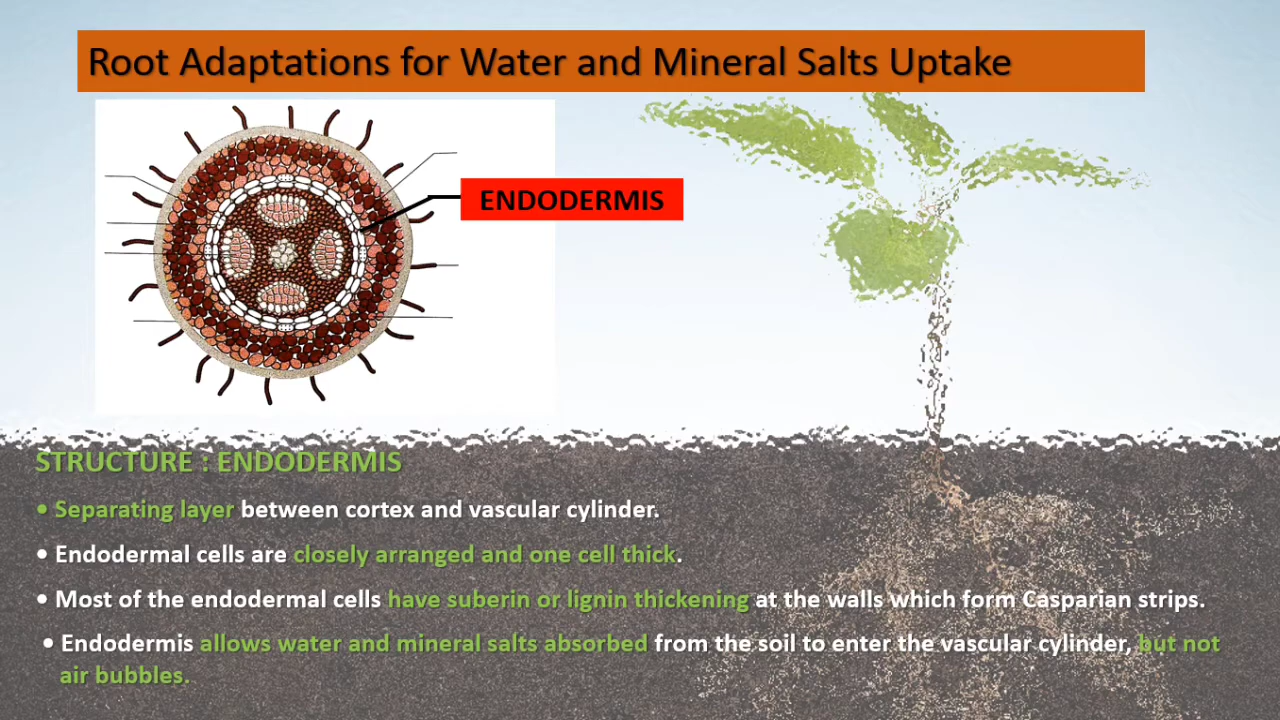 Root Adaptations for Water and Mineral Salts Uptake
ENDODERMIS
STRUCTURE : ENDODERMIS
• Separating layer between cortex and vascular cylinder.
• Endodermal cells are closely arranged and one cell thick.
• Most of the endodermal cells have suberin or lignin thickening at the walls which form Casparian strips.
• Endodermis allows water and mineral salts absorbed from the soil to enter the vascular cylinder, but not
air bubbles.